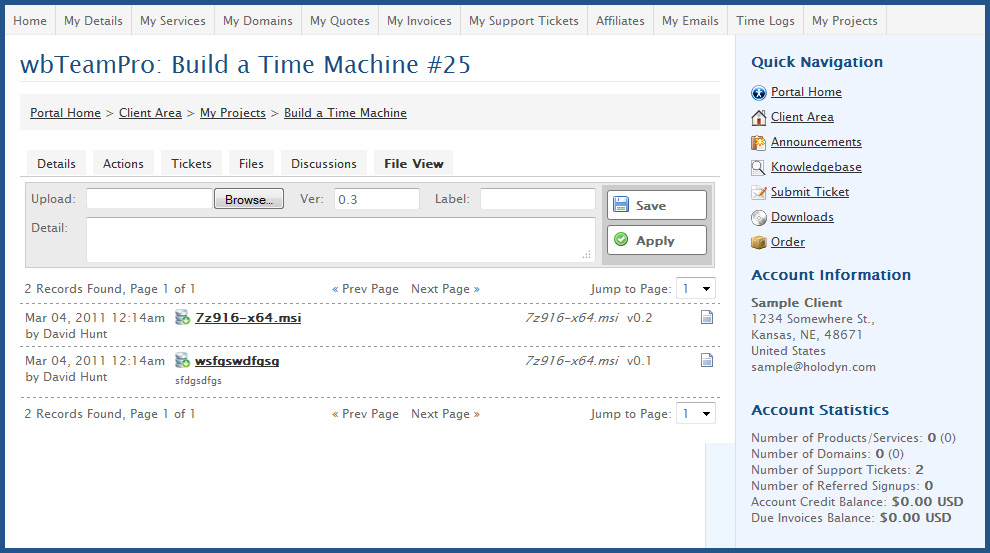 Home My Details My Services My Domains My Quotes My Invoices My Support Tickets Affiliates My Emails Time Logs My Projects
wbTeamPro: Build a Time Machine #25
Portal Home > Client Area > My Projects > Build a Time Machine
Details Actions Tickets Files Discussions File View
Upload: Browse... Ver: 0.3 Label: Save
Detail: Apply
2 Records Found, Page 1 of 1 « Prev Page Next Page » Jump to Page: 1
Mar 04, 2011 12:14am 7z916-x64.msi 7z916-x64.msi v0.2
by David Hunt
Mar 04, 2011 12:14am wsfgswdfgsg 7z916-x64.msi v0.1
by David Hunt sfdgsdfgs
2 Records Found, Page 1 of 1 « Prev Page Next Page » Jump to Page: 1
Quick Navigation
Portal Home
Client Area
Announcements
Knowledgebase
Submit Ticket
Downloads
Order
Account Information
Sample Client
1234 Somewhere St.,
Kansas, NE, 48671
United States
sample@holodyn.com
Account Statistics
Number of Products/Services: 0 (0)
Number of Domains: 0 (0)
Number of Support Tickets: 2
Number of Referred Signups: 0
Account Credit Balance: $0.00 USD
Due Invoices Balance: $0.00 USD